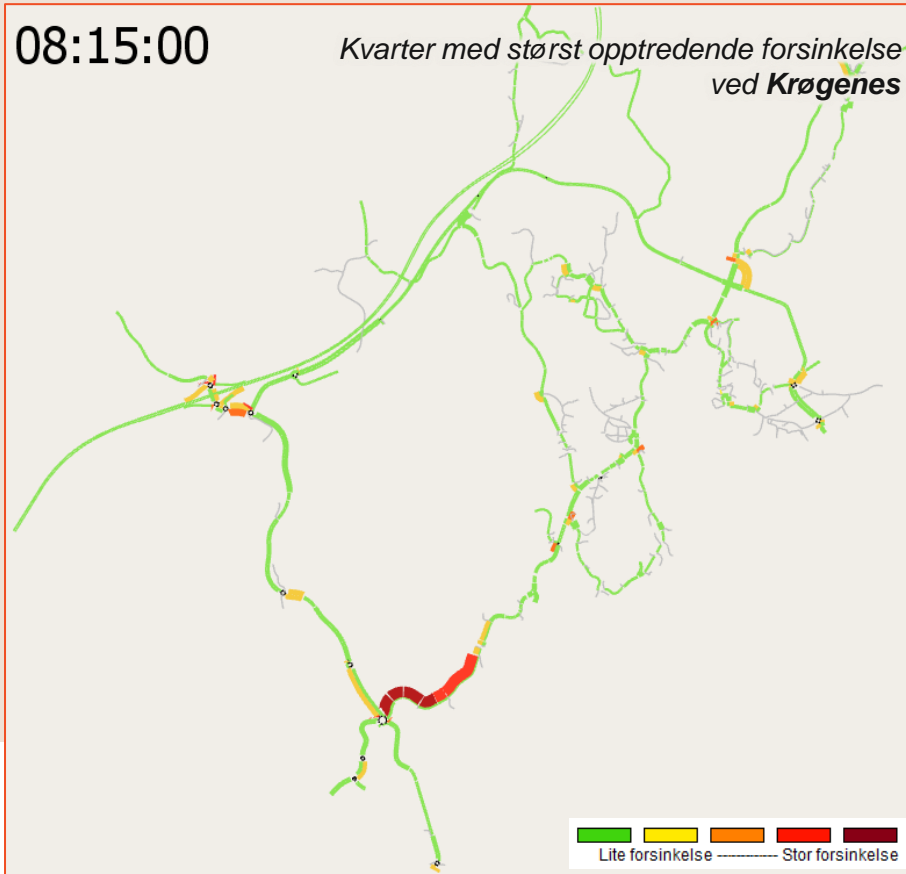 08:15:00
Kvarter med størst opptredende forsinkelse
ved Krøgenes
Lite forsinkelse ------------ Stor forsinkelse